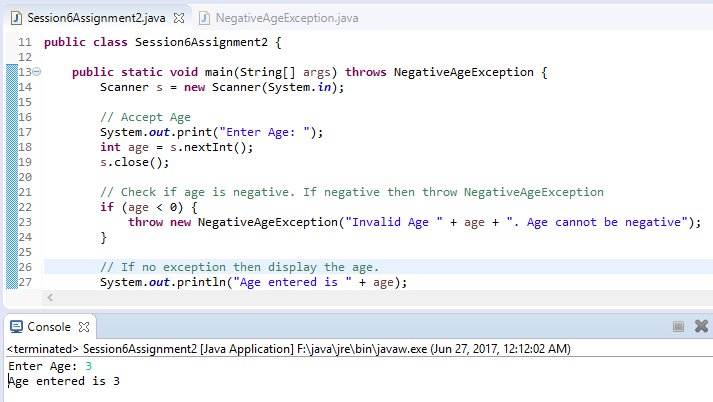 Session6Assignment2.java NegativeAgeException.java
11 public class Session6Assignment2 {
12
13 public static void main(String[] args) throws NegativeAgeException {
14 Scanner s = new Scanner(System.in);
15
16 // Accept Age
17 System.out.print("Enter Age: ");
18 int age = s.nextInt();
19 s.close();
20
21 // Check if age is negative. If negative then throw NegativeAgeException
22 if (age < 0) {
23 throw new NegativeAgeException("Invalid Age " + age + ". Age cannot be negative");
24 }
25
26 // If no exception then display the age.
27 System.out.println("Age entered is " + age);
Console
<terminated> Session6Assignment2 [Java Application] F:\java\jre\bin\javaw.exe (Jun 27, 2017, 12:12:02 AM)
Enter Age: 3
Age entered is 3